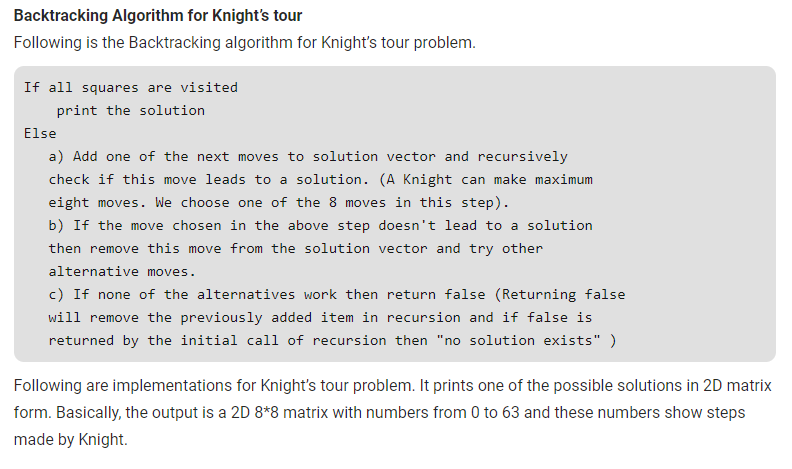 Backtracking Algorithm for Knight’s tour
Following is the Backtracking algorithm for Knight’s tour problem.
If all squares are visited
print the solution
Else
a) Add one of the next moves to solution vector and recursively
check if this move leads to a solution. (A Knight can make maximum
eight moves. We choose one of the 8 moves in this step).
b) If the move chosen in the above step doesn't lead to a solution
then remove this move from the solution vector and try other
alternative moves.
c) If none of the alternatives work then return false (Returning false
will remove the previously added item in recursion and if false is
returned by the initial call of recursion then "no solution exists" )
Following are implementations for Knight’s tour problem. It prints one of the possible solutions in 2D matrix
form. Basically, the output is a 2D 8*8 matrix with numbers from 0 to 63 and these numbers show steps
made by Knight.